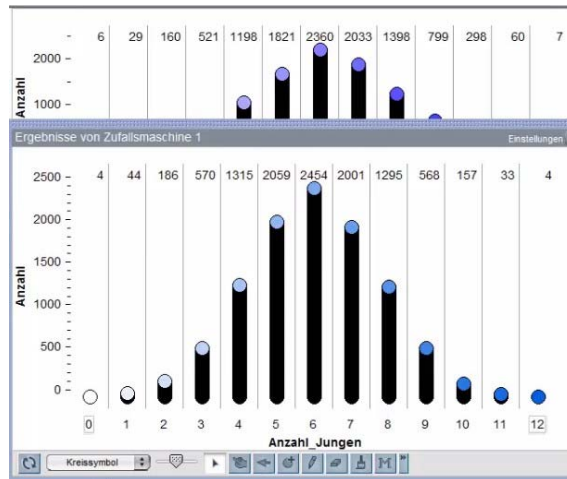 6 29 160 521 1198 1821 2360 2033 1398 799 298 60 7
2000
1000
Anzahl
Ergebnisse von Zufallsmaschine 1 Einstellungen
4 44 186 570 1315 2059 2454 2001 1295 568 157 33 4
2500
2000
1500
1000
500
0
Anzahl
0 1 2 3 4 5 6 7 8 9 10 11 12
Anzahl_Jungen
Kreissymbol